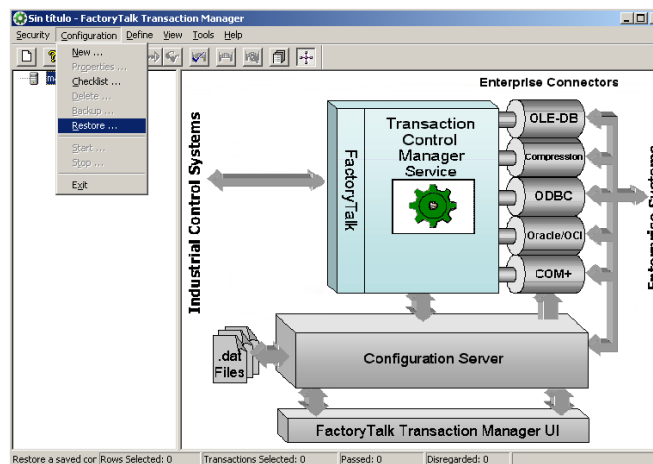 Sin título - FactoryTalk Transaction Manager
Security Configuration Define View Tools Help
New ...
Properties ...
Checklist ...
Delete ...
Backup ...
Restore ...
Start ...
Stop ...
Exit
Enterprise Connectors
Industrial Control Systems
FactoryTalk
Transaction
Control
Manager
Service
OLE-DB
Compression
ODBC
Oracle/OCI
COM+
Enterprise Systems
.dat
Files
Configuration Server
FactoryTalk Transaction Manager UI
Restore a saved cor Rows Selected: 0 Transactions Selected: 0 Passed: 0 Disregarded: 0